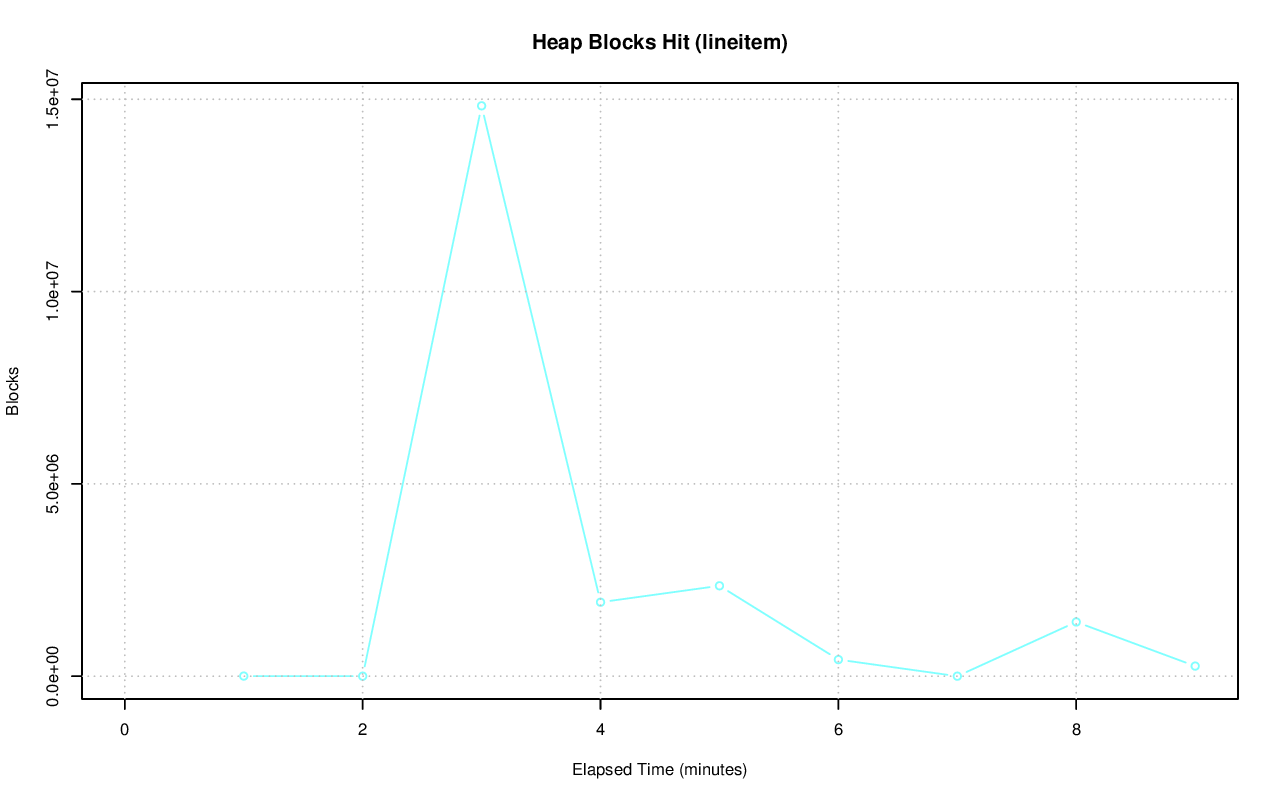 Heap Blocks Hit (lineitem)
1.5e+07
1.0e+07
5.0e+06
0.0e+00
Blocks
0 2 4 6 8
Elapsed Time (minutes)